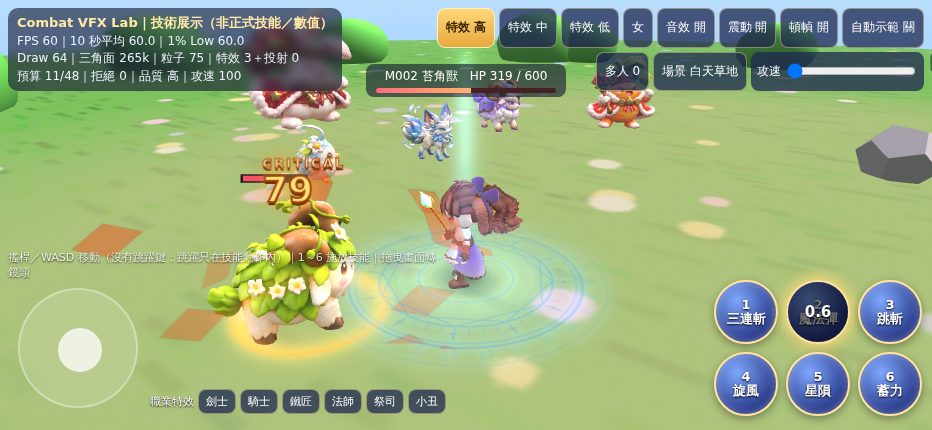 Combat VFX Lab｜技術展示（非正式技能／數值）
FPS 60｜10 秒平均 60.0｜1% Low 60.0
Draw 64｜三角面 265k｜粒子 75｜特效 3＋投射 0
預算 11/48｜拒絕 0｜品質 高｜攻速 100
特效 高
特效 中
特效 低
女
音效 開
震動 開
頓幀 開
自動示範 關
多人 0
場景 白天草地
攻速
M002 苔角獸 HP 319 / 600
CRITICAL
79
搖桿／WASD 移動（沒有跳躍鍵；跳躍只在技能動作內）｜1～6 施放技能｜拖曳畫面轉
鏡頭
1
三連斬
2
魔法彈
0.6
3
跳斬
4
旋風
5
星隕
6
蓄力
職業特效
劍士
騎士
鐵匠
法師
祭司
小丑